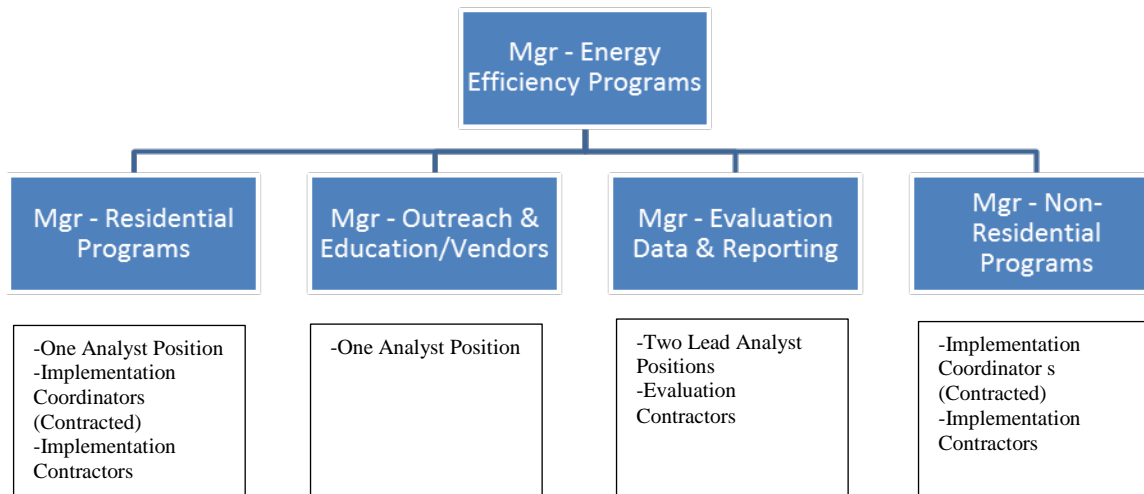 Mgr - Energy
Efficiency Programs
Mgr - Residential
Programs
Mgr - Outreach &
Education/Vendors
Mgr - Evaluation
Data & Reporting
Mgr - Non-
Residential
Programs
-One Analyst Position
-Implementation
Coordinators
(Contracted)
-Implementation
Contractors
-One Analyst Position
-Two Lead Analyst
Positions
-Evaluation
Contractors
-Implementation
Coordinator s
(Contracted)
-Implementation
Contractors